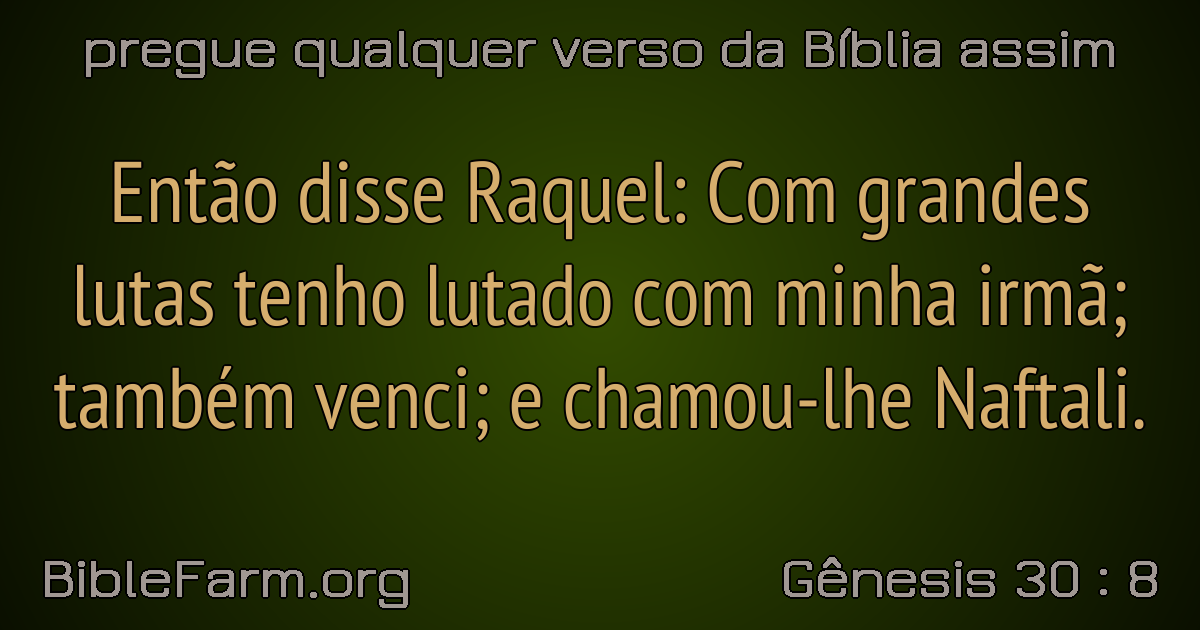 pregue qualquer verso da Bíblia assim
Então disse Raquel: Com grandes
lutas tenho lutado com minha irmã;
também venci; e chamou-lhe Naftali.
BibleFarm.org
Gênesis 30 : 8